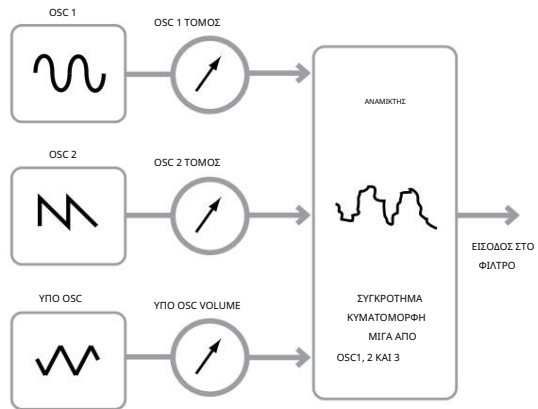 OSC 1
OSC 1 ΤΟΜΟΣ
ΑΝΑΜΙΚΤΗΣ
OSC 2
OSC 2 ΤΟΜΟΣ
ΕΙΣΟΔΟΣ ΣΤΟ
ΦΙΛΤΡΟ
ΥΠΟ OSC
ΥΠΟ OSC VOLUME
ΣΥΓΚΡΟΤΗΜΑ
ΚΥΜΑΤΟΜΟΡΦΗ
ΜΙΓΑ ΑΠΟ
OSC1, 2 ΚΑΙ 3